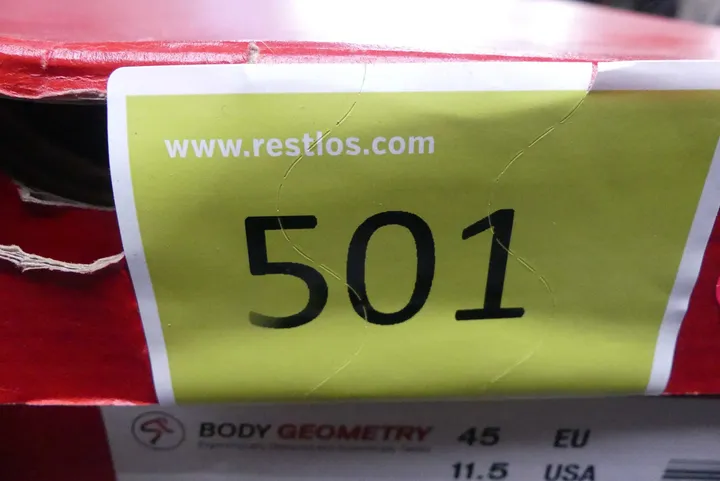 www.restlos.com
501
BODY GEOMETRY 45 EU
11.5 USA